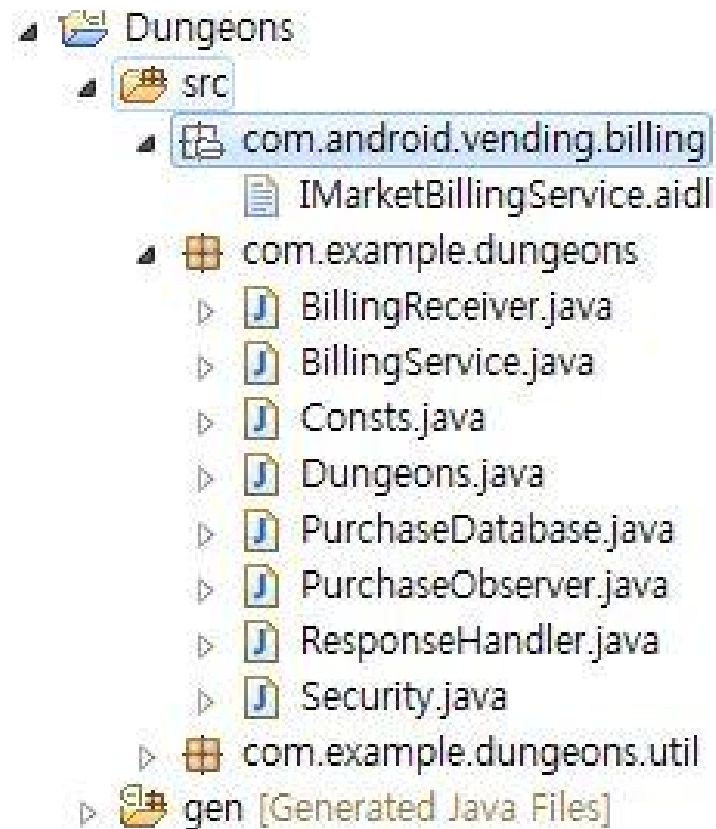 Dungeons
src
com.android.vending.billing
IMarketBillingService.aidl
com.example.dungeons
BillingReceiver.java
BillingService.java
Consts.java
Dungeons.java
PurchaseDatabase.java
PurchaseObserver.java
ResponseHandler.java
Security.java
com.example.dungeons.util
gen [Generated Java Files]